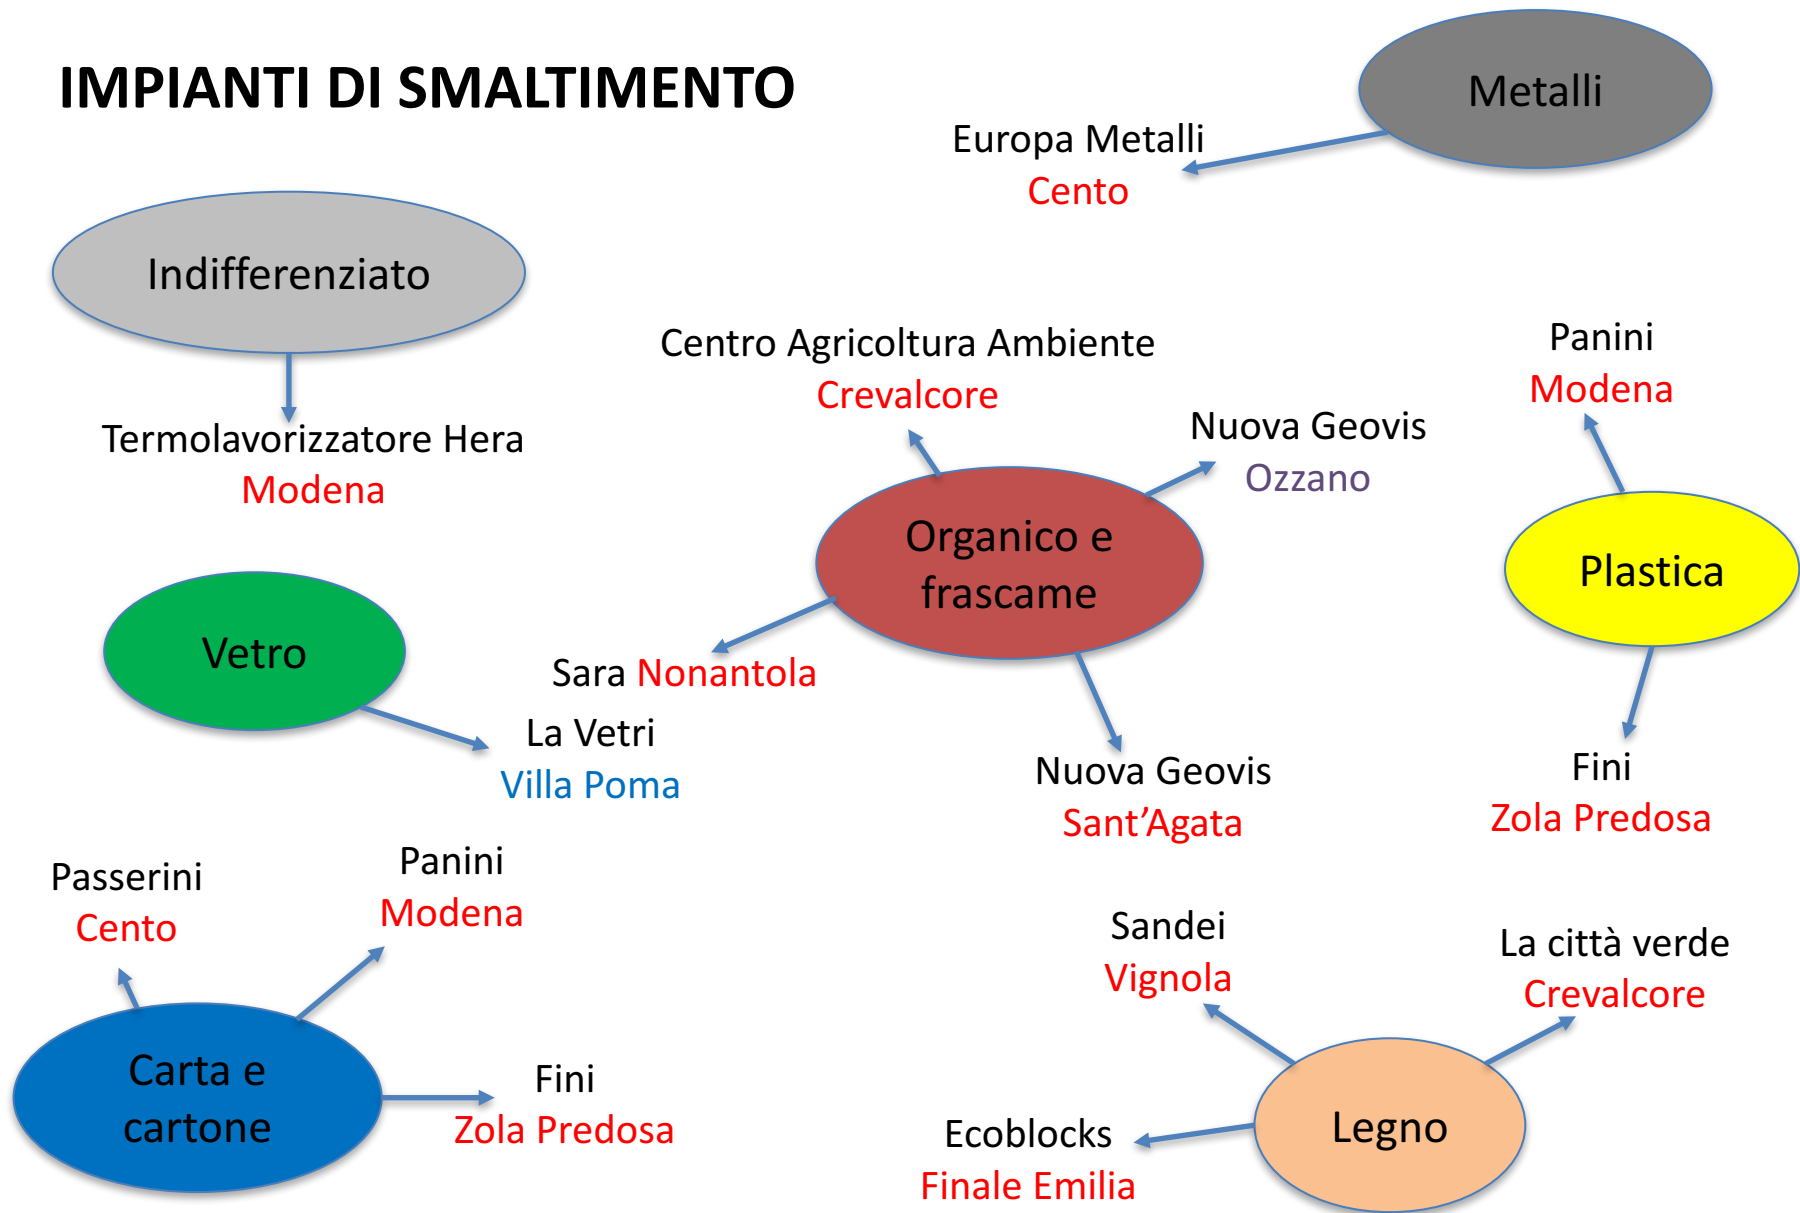 IMPIANTI DI SMALTIMENTO
Metalli
Europa Metalli
Cento
Indifferenziato
Termolavorizzatore Hera
Modena
Centro Agricoltura Ambiente
Crevalcore
Nuova Geovis
Ozzano
Organico e
frascame
Sara Nonantola
Nuova Geovis
Sant’Agata
Panini
Modena
Plastica
Fini
Zola Predosa
Vetro
La Vetri
Villa Poma
Passerini
Cento
Panini
Modena
Carta e
cartone
Fini
Zola Predosa
Sandei
Vignola
La città verde
Crevalcore
Legno
Ecoblocks
Finale Emilia